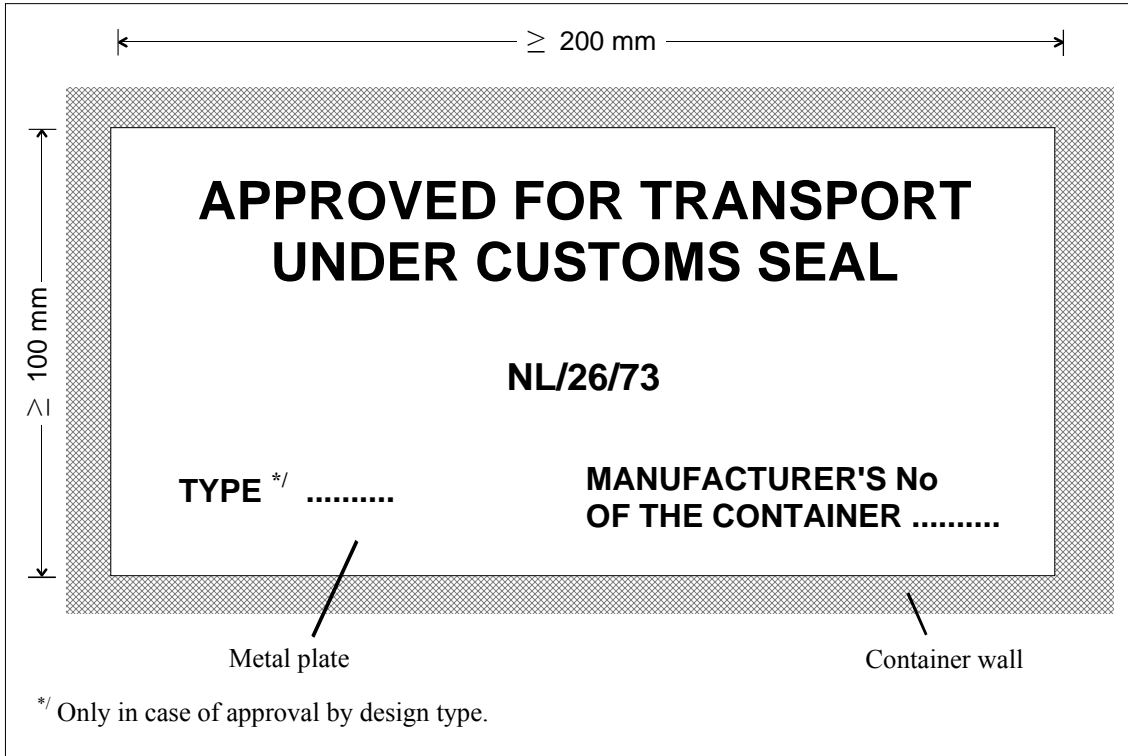 ≥ 200 mm
≥ 100 mm
APPROVED FOR TRANSPORT
UNDER CUSTOMS SEAL
NL/26/73
TYPE */ ..........
MANUFACTURER'S No
OF THE CONTAINER ..........
Metal plate
Container wall
*/ Only in case of approval by design type.